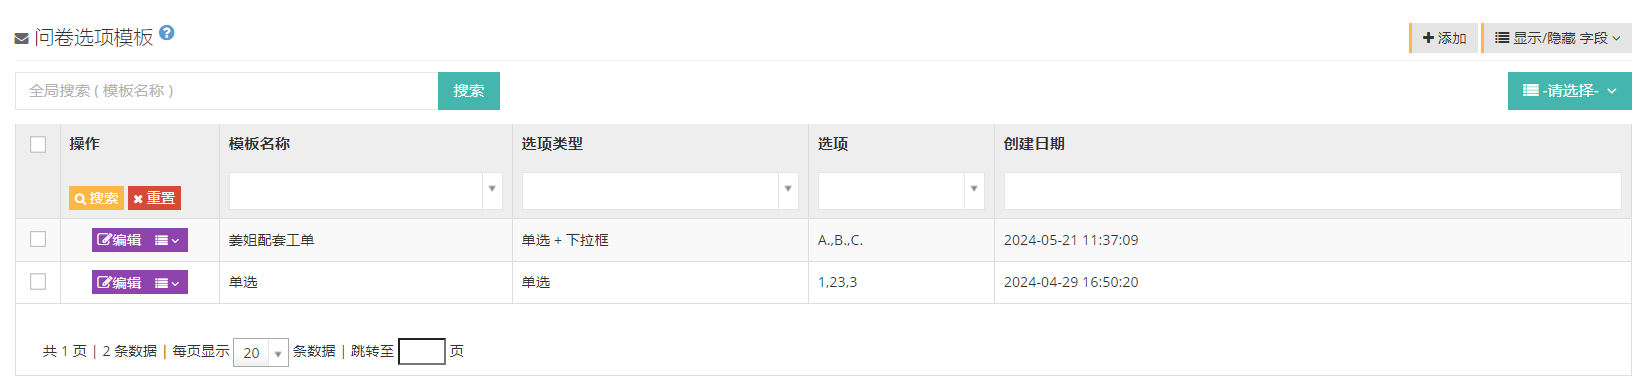 问卷选项模板
添加 显示/隐藏 字段
全局搜索 ( 模板名称 ) 搜索 -请选择-
操作 模板名称 选项类型 选项 创建日期
搜索 重置
编辑 姜姐配套工单 单选 + 下拉框 A.,B.,C. 2024-05-21 11:37:09
编辑 单选 单选 1,23,3 2024-04-29 16:50:20
共 1 页 | 2 条数据 | 每页显示 20 条数据 | 跳转至 页